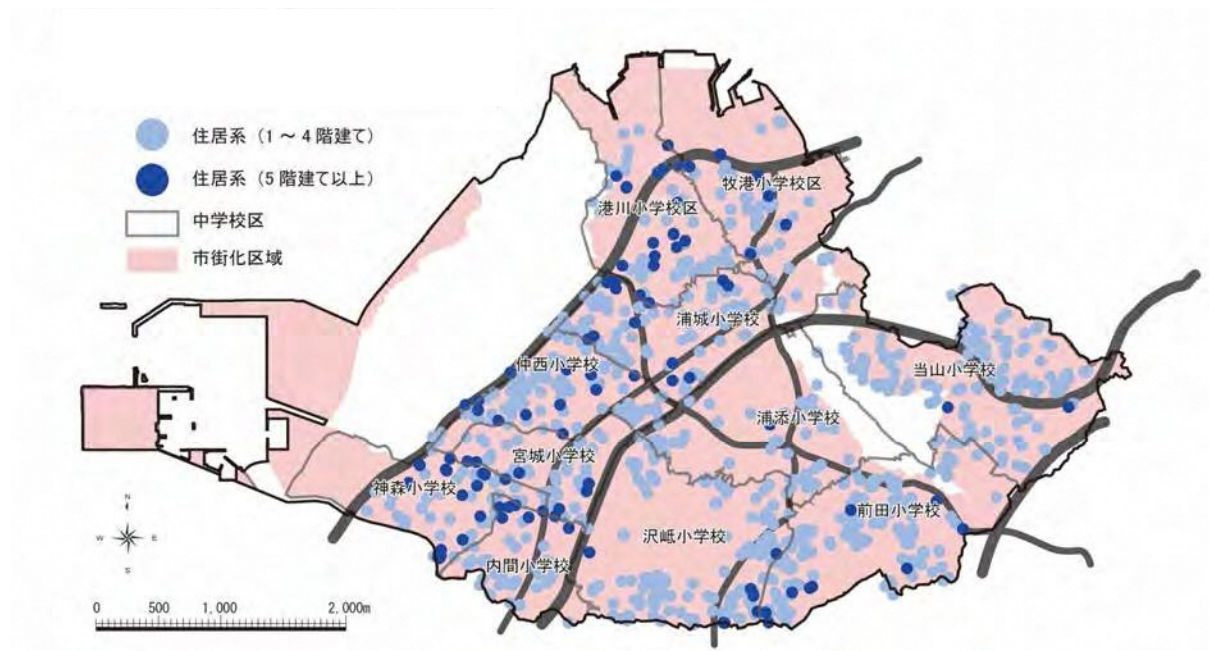 住居系（1～4階建て）
住居系（5階建て以上）
中学校区
市街化区域
牧港小学校区
港川小学校区
浦城小学校
仲西小学校
当山小学校
浦添小学校
宮城小学校
神森小学校
前田小学校
沢岻小学校
内間小学校
N
W E
S
0 500 1,000 2,000m